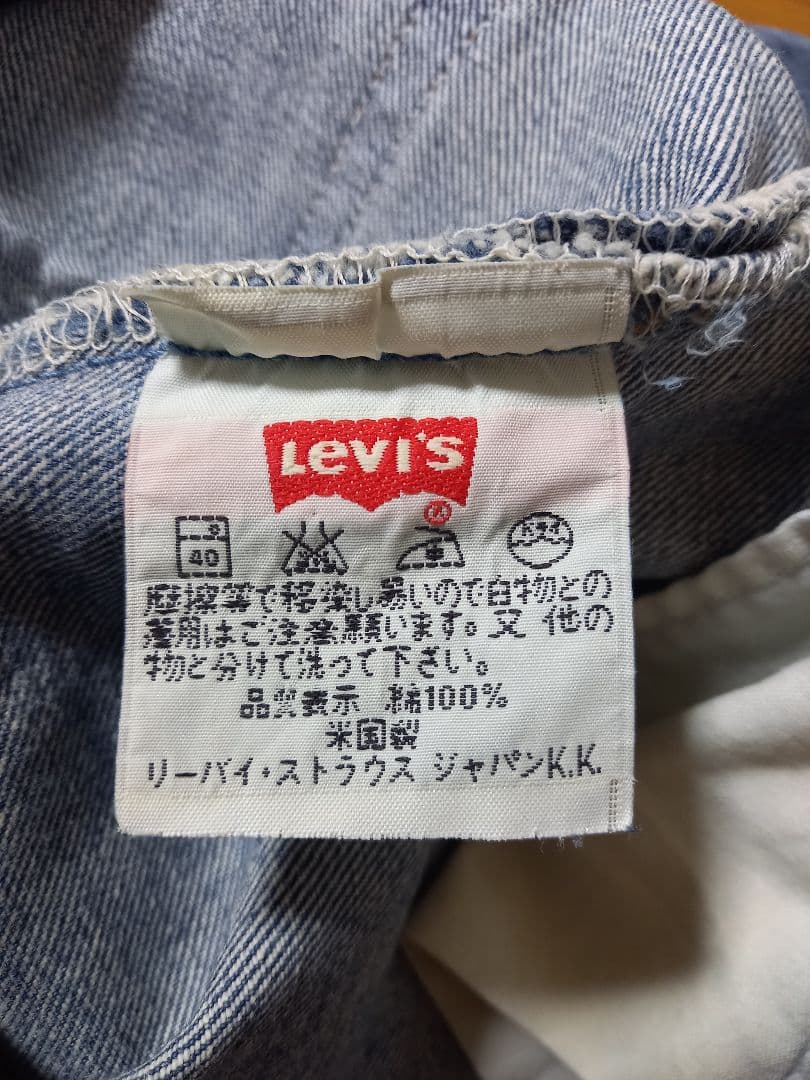 Levi's
40
摩擦等で移染し易いので白物との
着用はご注意願います。又 他の
物と分けて洗って下さい。
品質表示 綿100%
米国製
リーバイ・ストラウス ジャパンK.K.